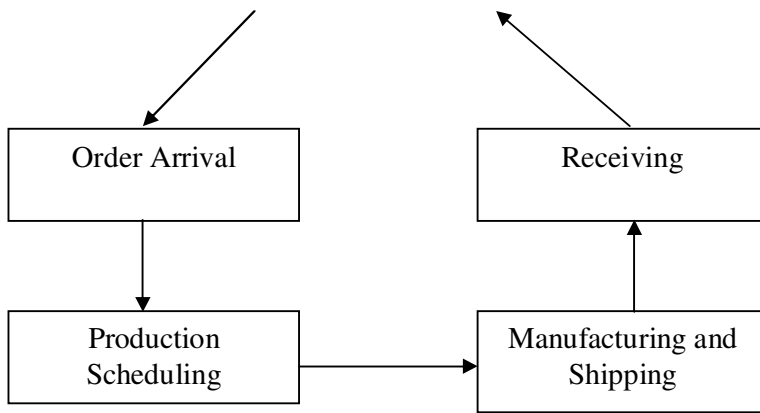 Order Arrival
Receiving
Production
Scheduling
Manufacturing and
Shipping